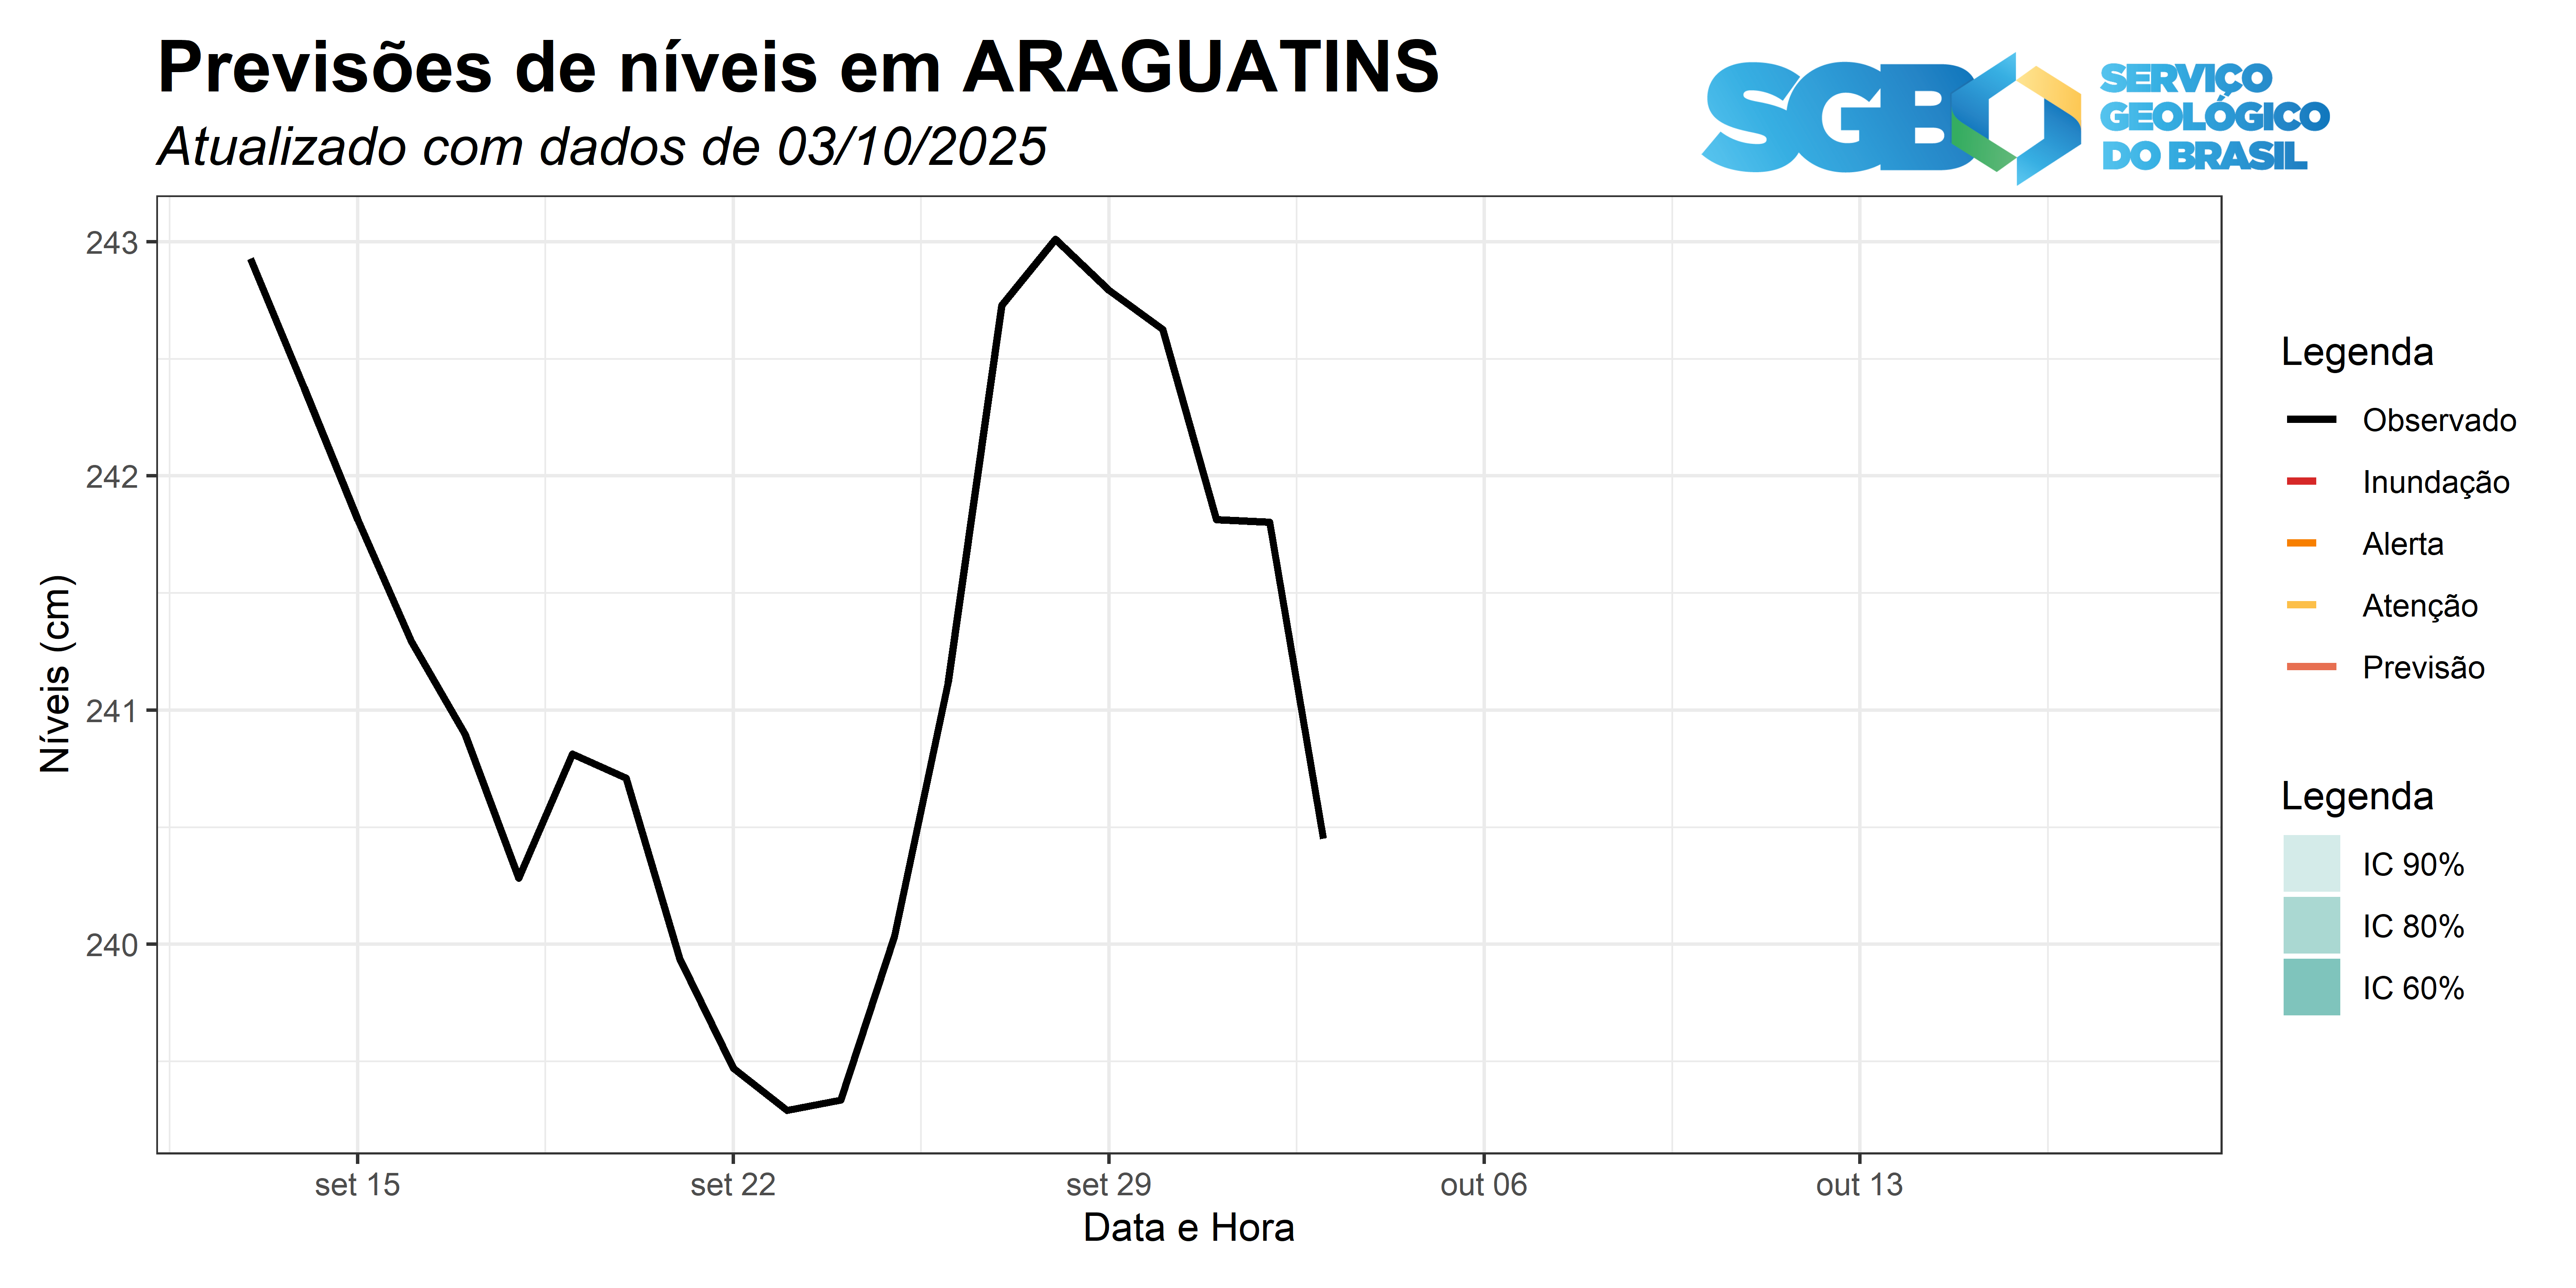 Previsões de níveis em ARAGUATINS
Atualizado com dados de 03/10/2025
SGB
SERVIÇO
GEOLÓGICO
DO BRASIL
Níveis (cm)
243
242
241
240
set 15
set 22
set 29
out 06
out 13
Data e Hora
Legenda
Observado
Inundação
Alerta
Atenção
Previsão
Legenda
IC 90%
IC 80%
IC 60%